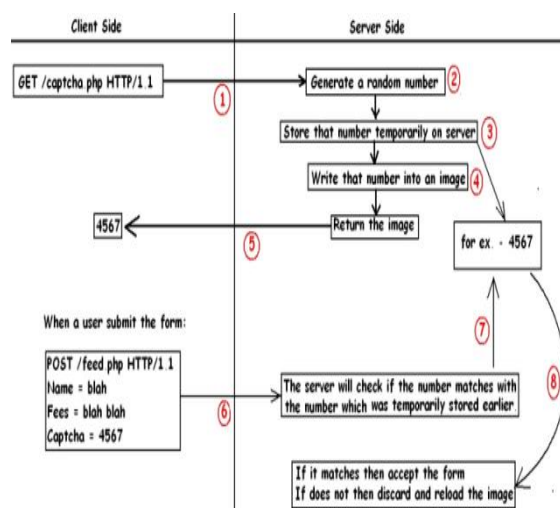 Client Side
Server Side
GET /captcha php HTTP/1.1
1
Generate a random number
2
Store that number temporarily on server
3
Write that number into an image
4
4567
5
Return the image
for ex. - 4567
When a user submit the form:
7
8
POST /feed php HTTP/1.1
Name = blah
Fees = blah blah
Captcha = 4567
6
The server will check if the number matches with
the number which was temporarily stored earlier.
If it matches then accept the form
If does not then discard and reload the image